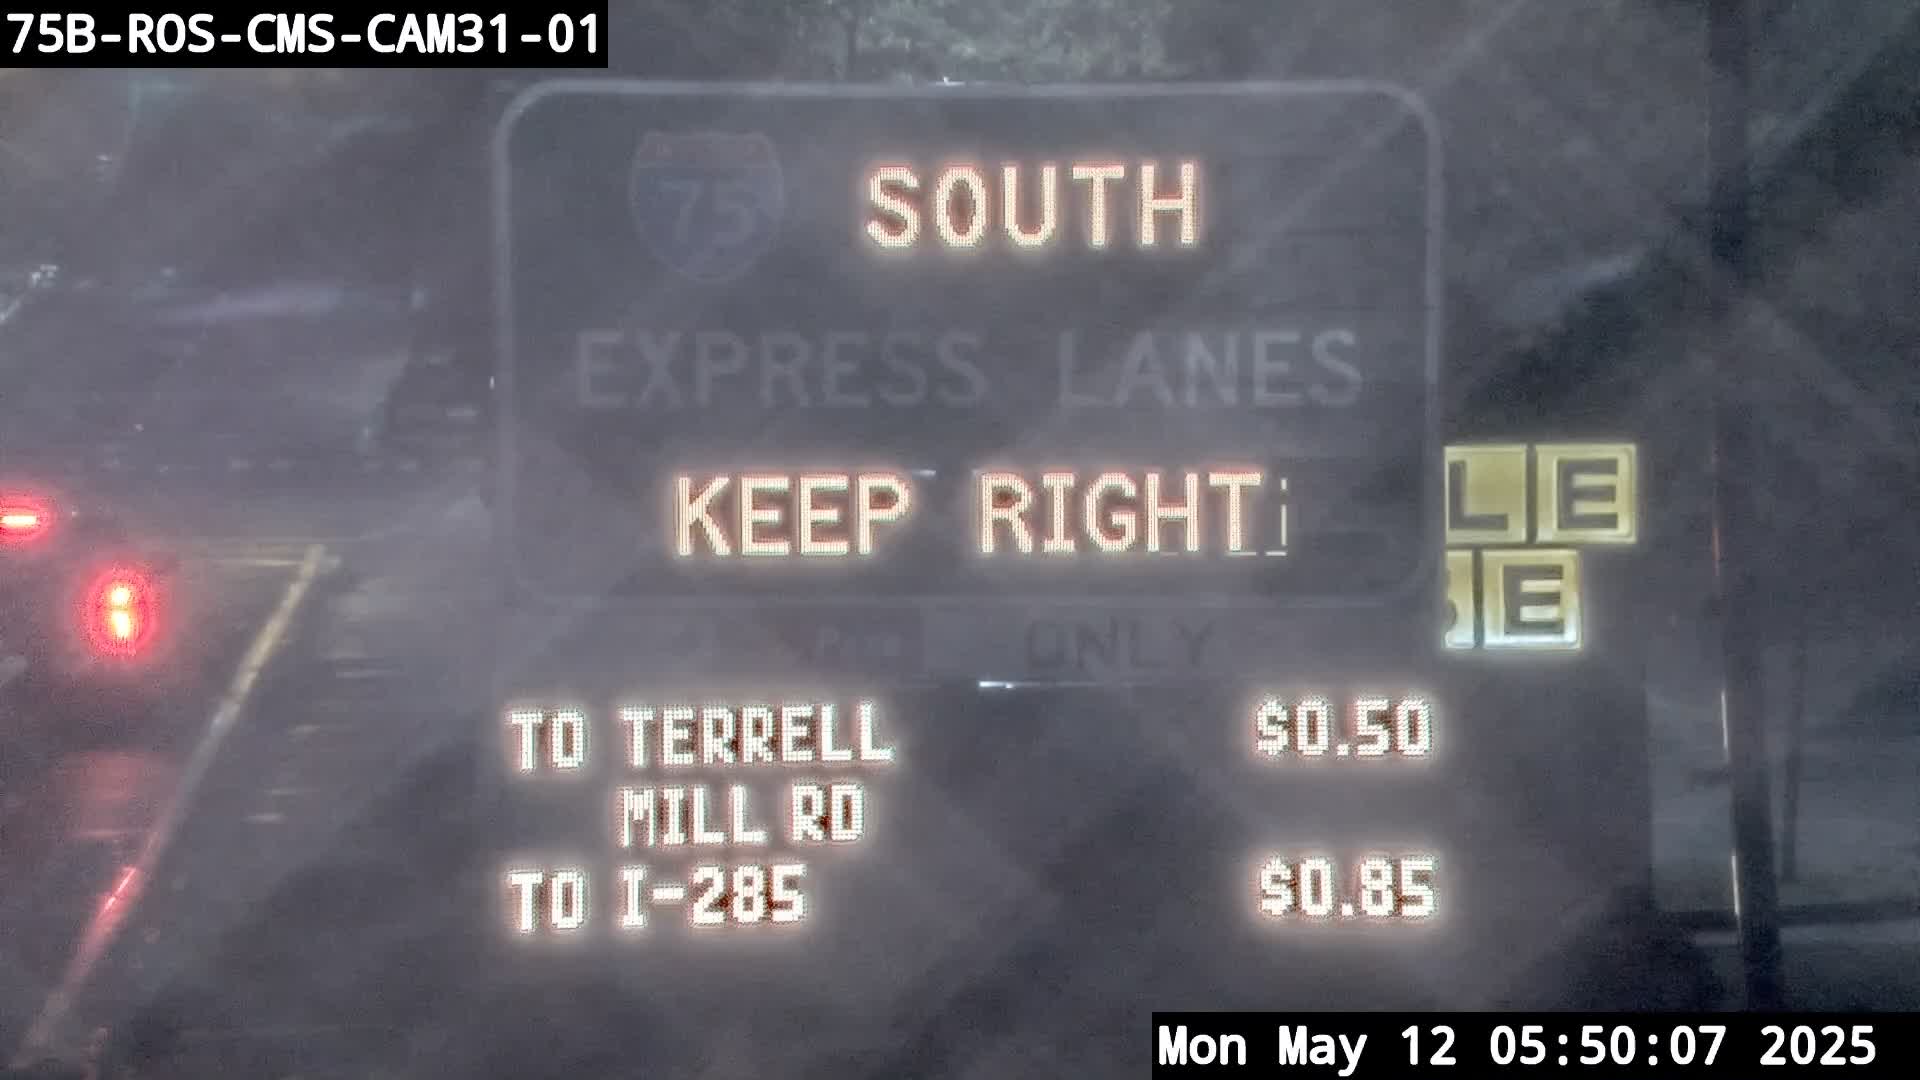 75B-ROS-CMS-CAM31-01
75 SOUTH
EXPRESS LANES
KEEP RIGHT
LE
E
ONLY
TO TERRELL $0.50
MILL RD
TO I-285 $0.85
Mon May 12 05:50:07 2025